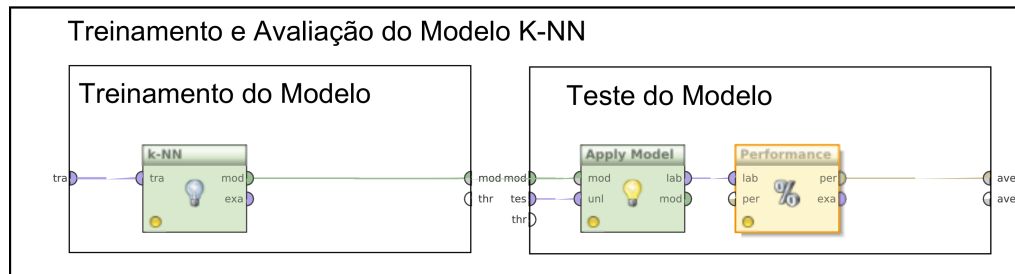 Treinamento e Avaliação do Modelo K-NN
Treinamento do Modelo
Teste do Modelo
k-NN
Apply Model
Performance
tra
tra
mod
mod
mod
mod
lab
lab
per
ave
exa
thr
tes
unl
mod
per
exa
ave
thr